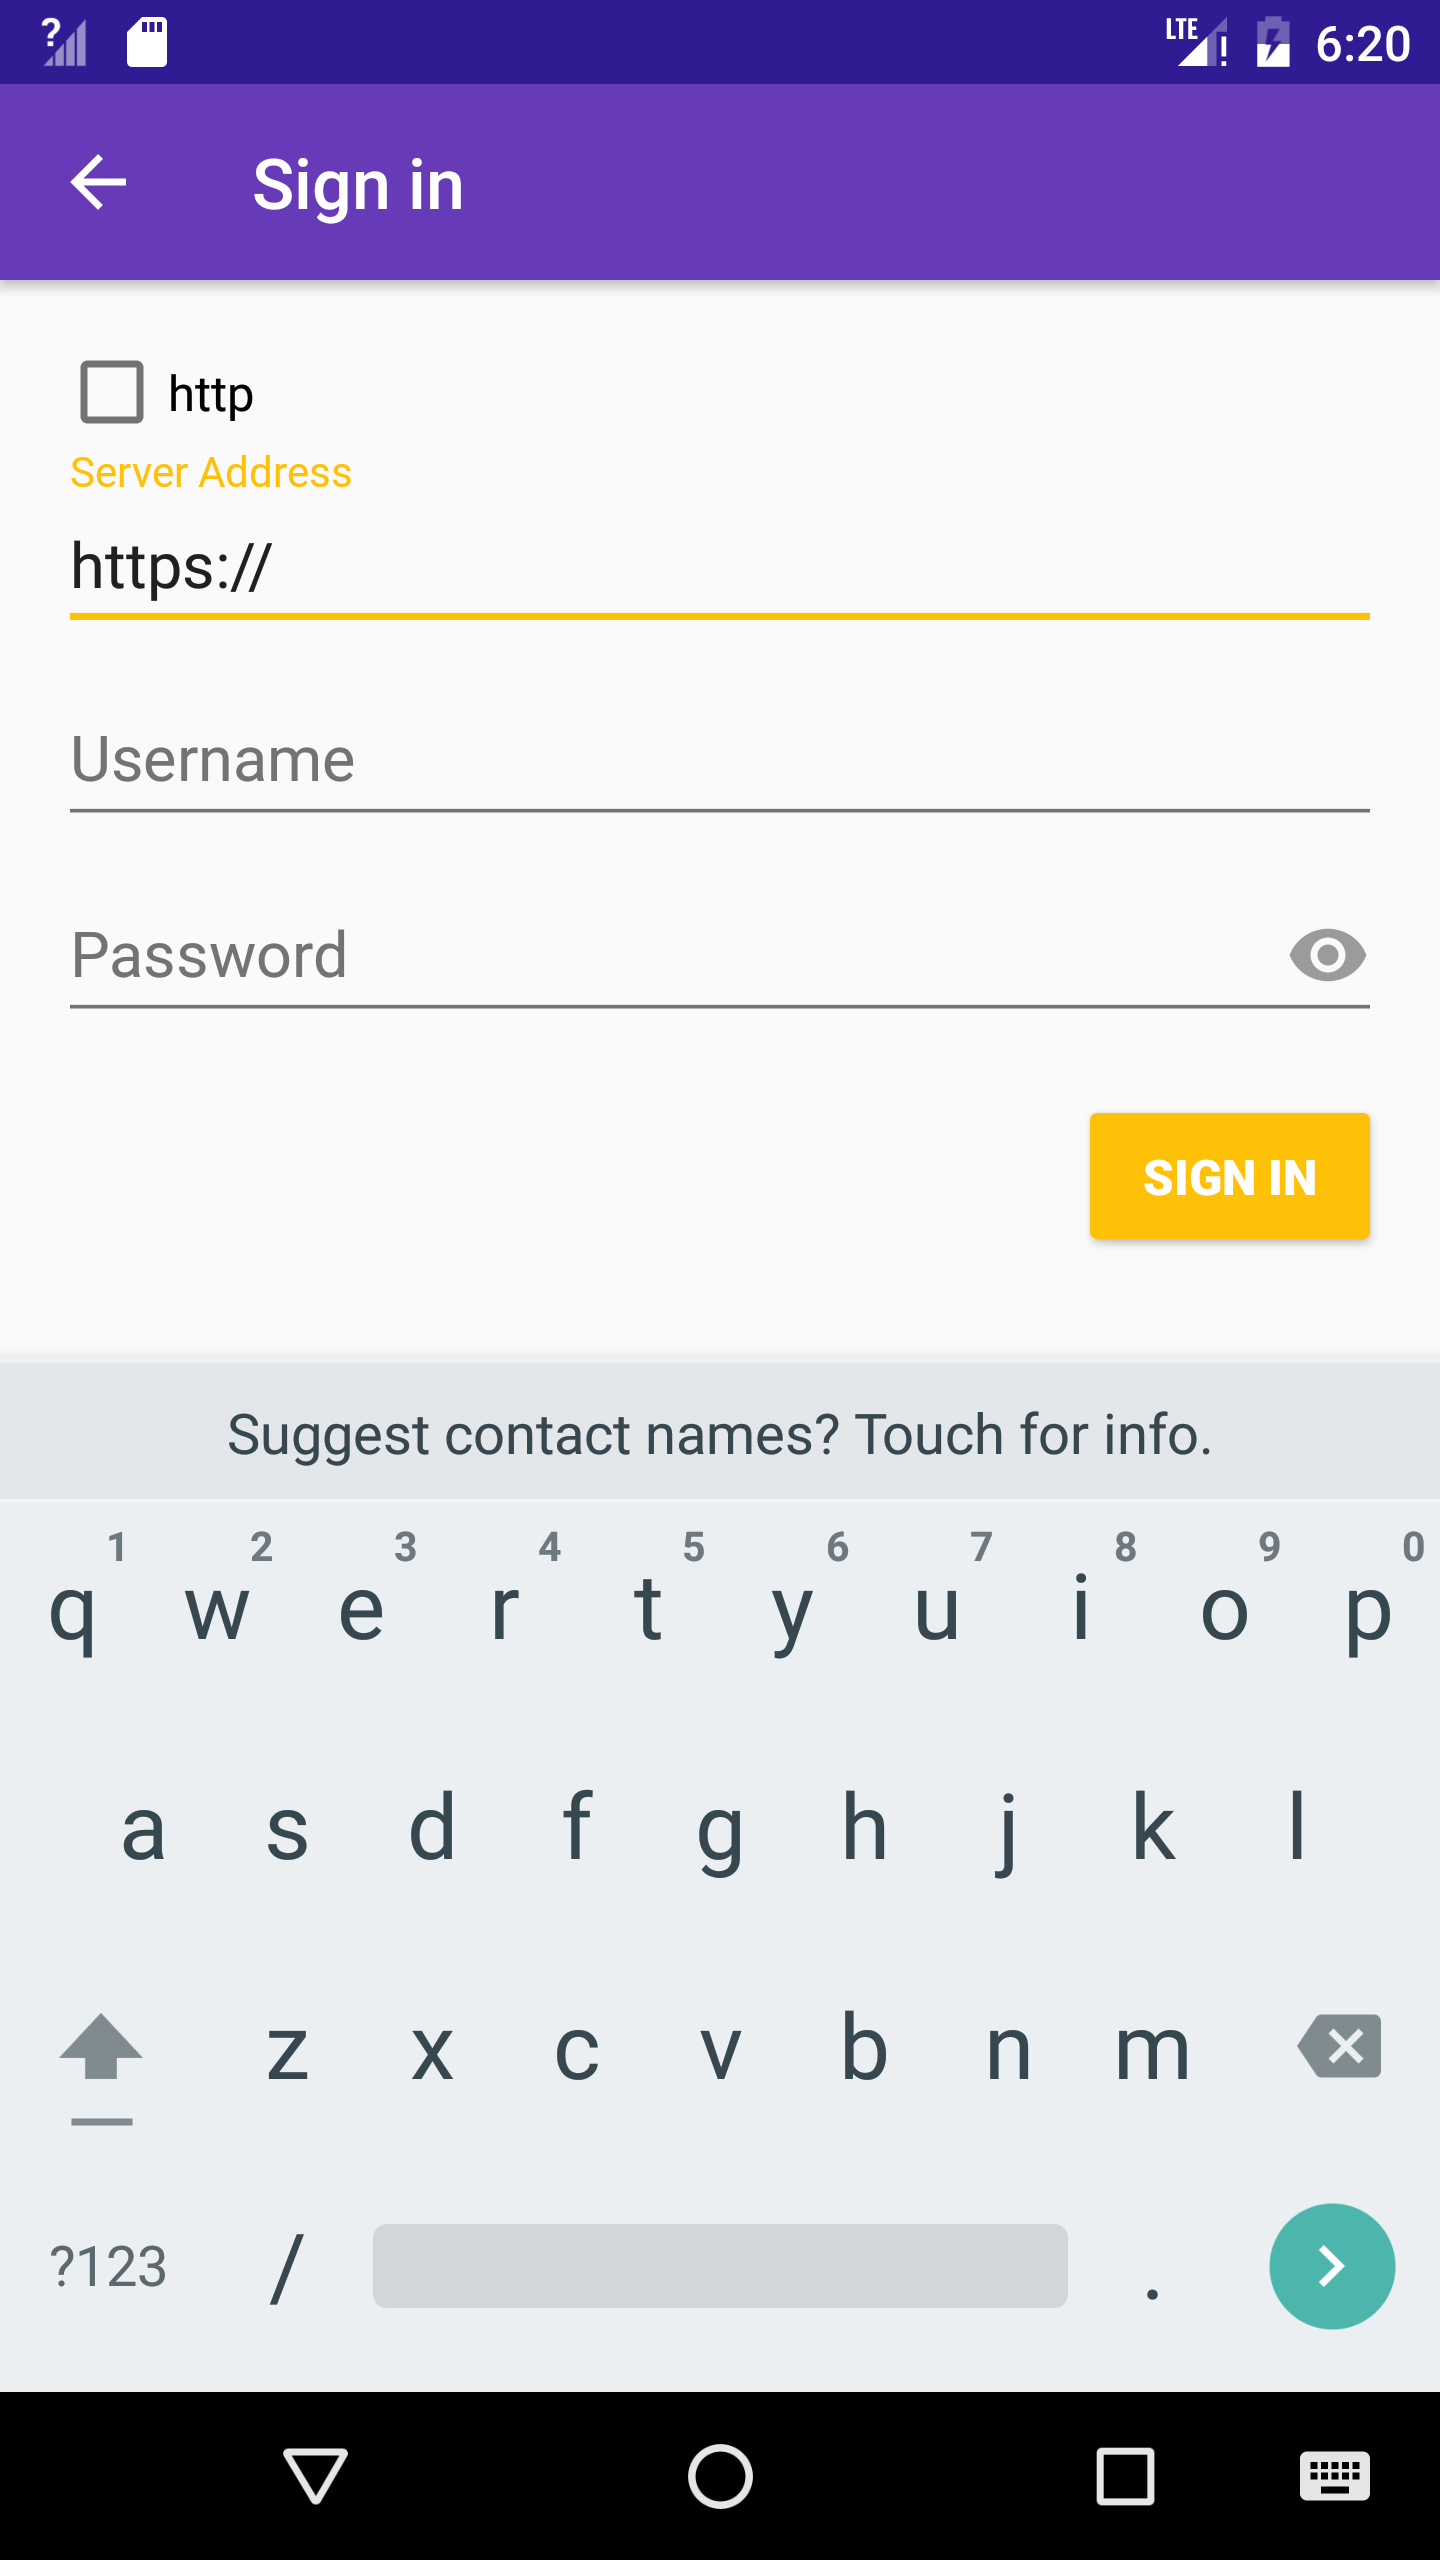 LTE 6:20
Sign in
http
Server Address
https://
Username
Password
SIGN IN
Suggest contact names? Touch for info.
1 2 3 4 5 6 7 8 9 0
q w e r t y u i o p
a s d f g h j k l
z x c v b n m
?123 / .